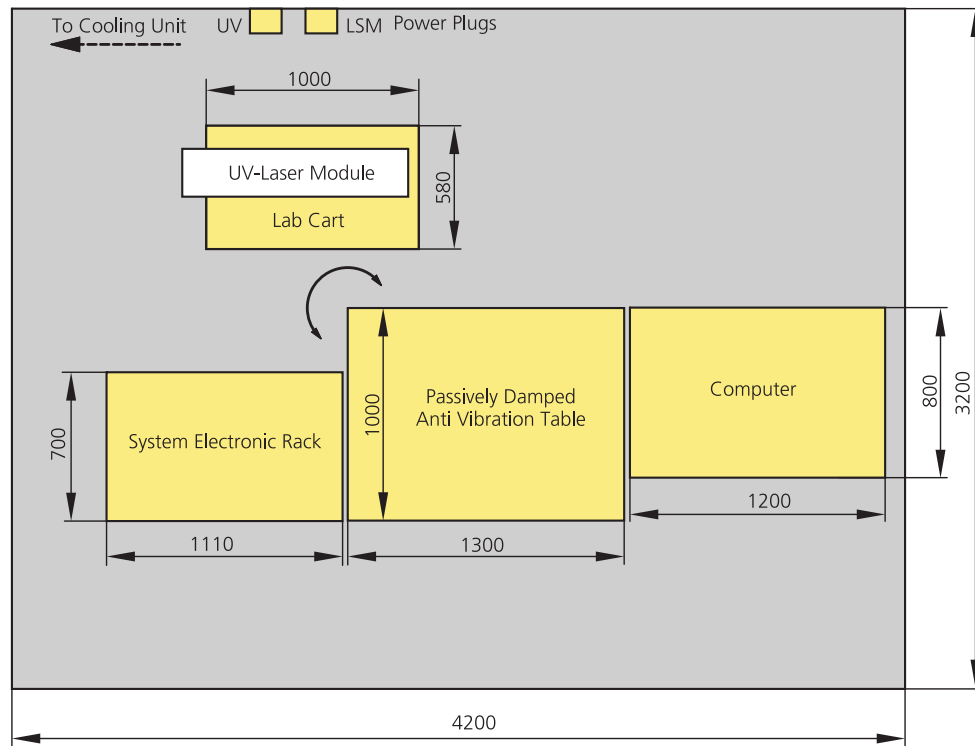 To Cooling Unit
UV
LSM
Power Plugs
1000
UV-Laser Module
Lab Cart
580
System Electronic Rack
700
1110
Passively Damped
Anti Vibration Table
1000
1300
Computer
800
1200
3200
4200